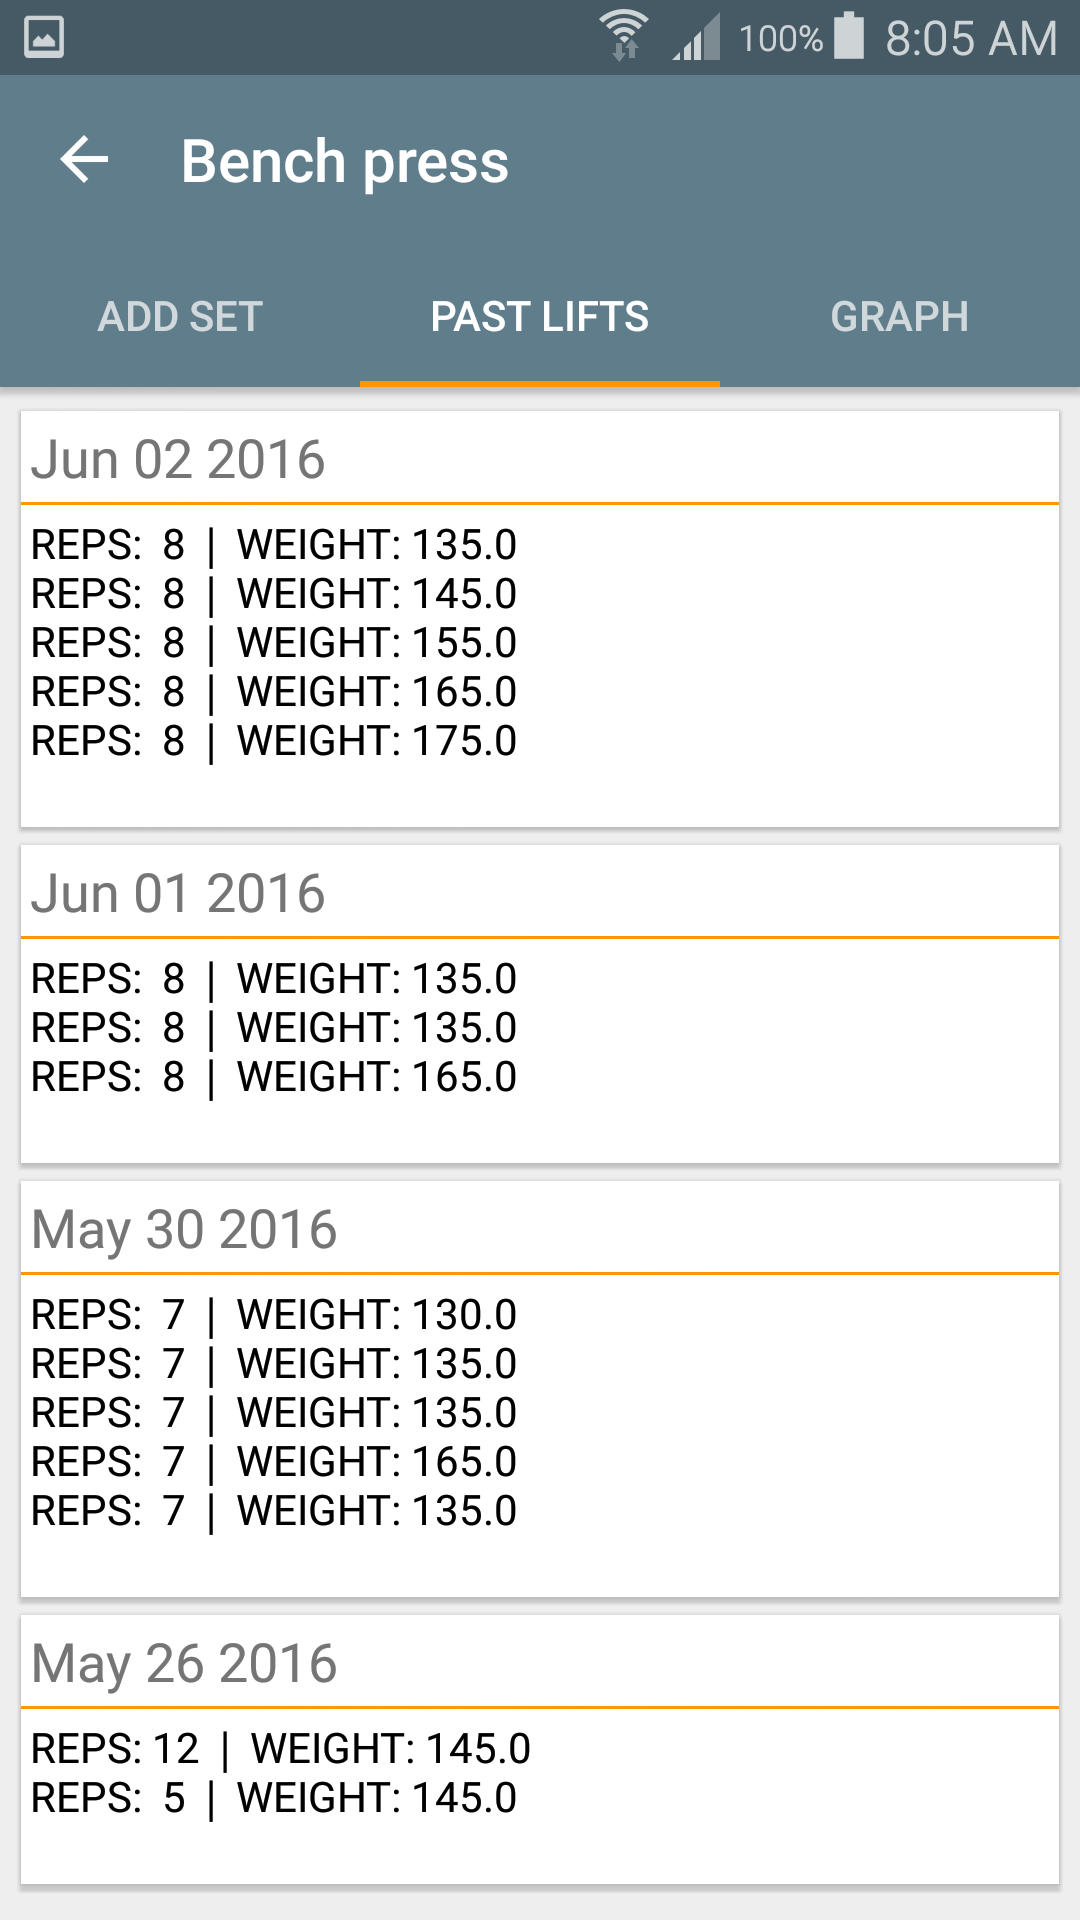 100% 8:05 AM
Bench press
ADD SET PAST LIFTS GRAPH
Jun 02 2016
REPS: 8 | WEIGHT: 135.0
REPS: 8 | WEIGHT: 145.0
REPS: 8 | WEIGHT: 155.0
REPS: 8 | WEIGHT: 165.0
REPS: 8 | WEIGHT: 175.0
Jun 01 2016
REPS: 8 | WEIGHT: 135.0
REPS: 8 | WEIGHT: 135.0
REPS: 8 | WEIGHT: 165.0
May 30 2016
REPS: 7 | WEIGHT: 130.0
REPS: 7 | WEIGHT: 135.0
REPS: 7 | WEIGHT: 135.0
REPS: 7 | WEIGHT: 165.0
REPS: 7 | WEIGHT: 135.0
May 26 2016
REPS: 12 | WEIGHT: 145.0
REPS: 5 | WEIGHT: 145.0